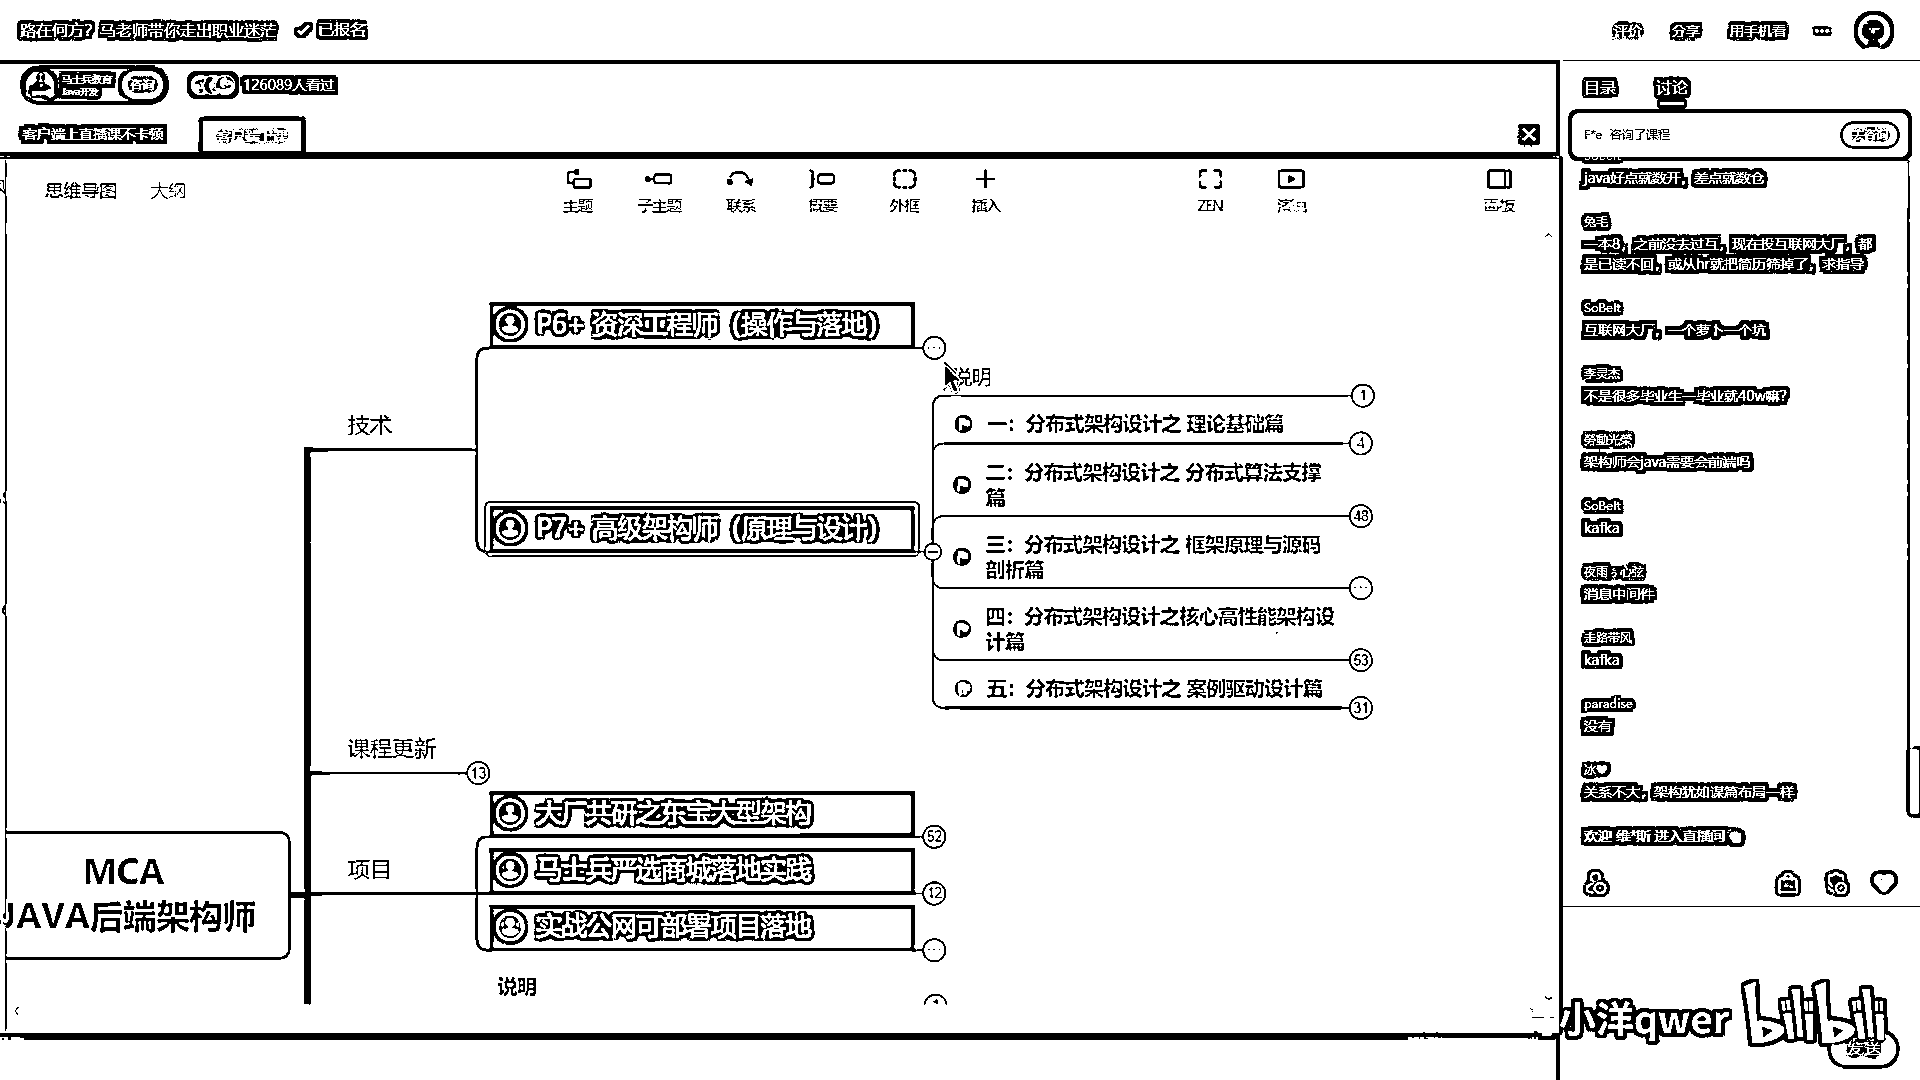 路在何方？马老师带你走出职业迷茫
已报名
评价
分享
用手机看
马士兵教育
Java开发
咨询
126089人看过
客户端上直播课不卡顿
客户端上课
目录
讨论
F*e 咨询了课程
去咨询
思维导图
大纲
主题
子主题
联系
概要
外框
插入
ZEN
演说
面板
P6+ 资深工程师（操作与落地）
说明
1
技术
一：分布式架构设计之 理论基础篇
4
二：分布式架构设计之 分布式算法支撑
篇
48
P7+ 高级架构师（原理与设计）
三：分布式架构设计之 框架原理与源码
剖析篇
四：分布式架构设计之核心高性能架构设
计篇
53
五：分布式架构设计之 案例驱动设计篇
31
课程更新
13
大厂共研之东宝大型架构
52
项目
马士兵严选商城落地实践
12
实战公网可部署项目落地
说明
MCA
JAVA后端架构师
java好点就数开，差点就数仓
兔毛
一本8，之前没去过互，现在投互联网大厂，都
是已读不回，或从hr就把简历筛掉了，求指导
SoBelt
互联网大厂，一个萝卜一个坑
李灵杰
不是很多毕业生一毕业就40w嘛？
劳動光榮
架构师会java需要会前端吗
SoBelt
kafka
消息中间件
走路带风
kafka
paradise
没有
冰
关系不大，架构犹如谋篇布局一样
欢迎 维*斯 进入直播间
小洋qwer
bilibili
发送